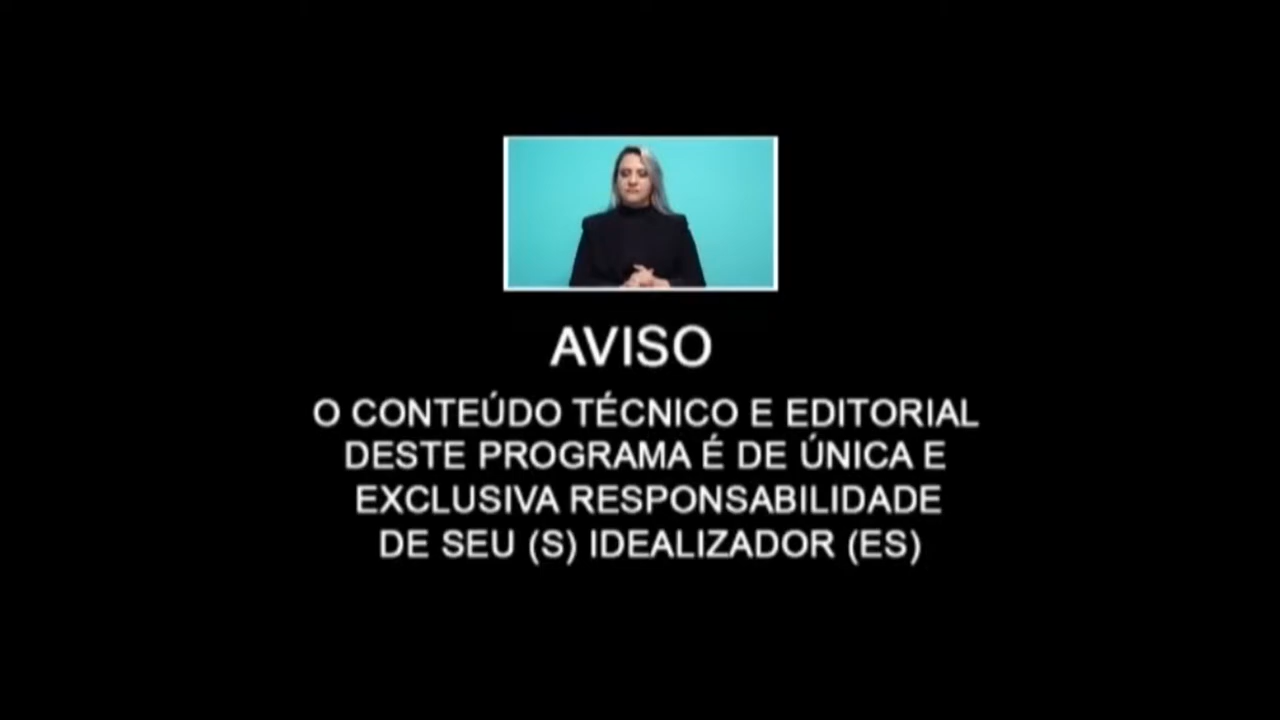 AVISO
O CONTEÚDO TÉCNICO E EDITORIAL
DESTE PROGRAMA É DE ÚNICA E
EXCLUSIVA RESPONSABILIDADE
DE SEU (S) IDEALIZADOR (ES)